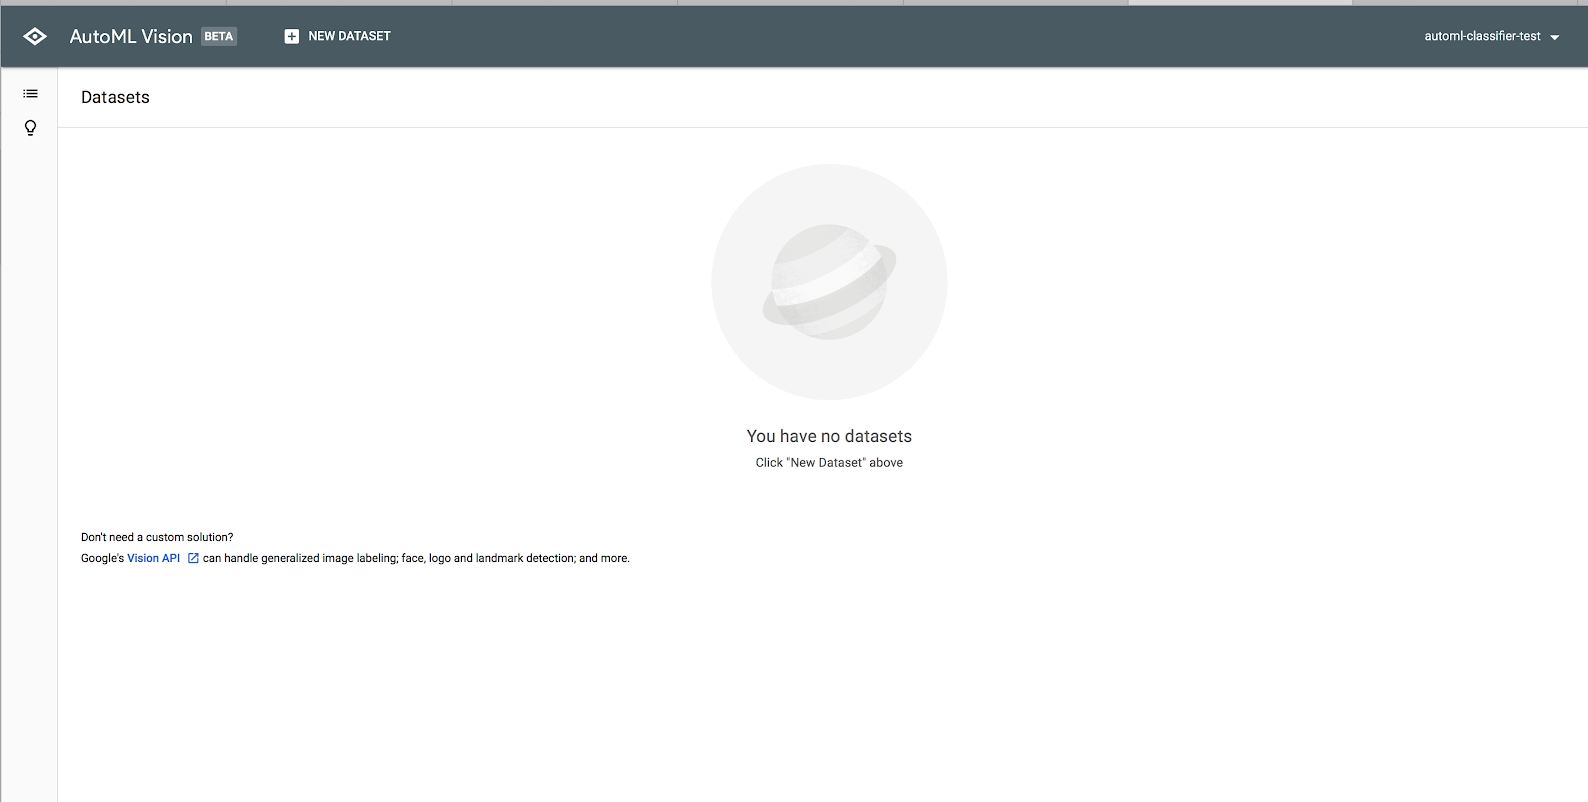 AutoML Vision BETA NEW DATASET automl-classifier-test
Datasets
You have no datasets
Click "New Dataset" above
Don't need a custom solution?
Google's Vision API can handle generalized image labeling; face, logo and landmark detection; and more.